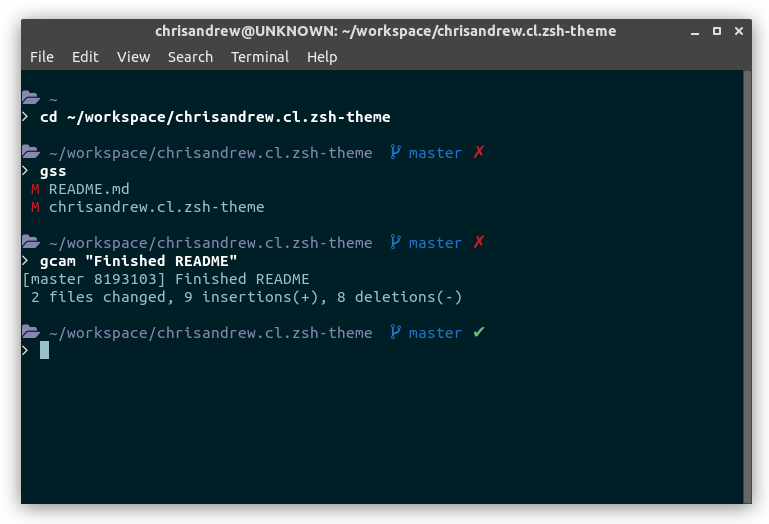 chrisandrew@UNKNOWN: ~/workspace/chrisandrew.cl.zsh-theme
File Edit View Search Terminal Help
~
› cd ~/workspace/chrisandrew.cl.zsh-theme
~/workspace/chrisandrew.cl.zsh-theme master ✗
› gss
M README.md
M chrisandrew.cl.zsh-theme
~/workspace/chrisandrew.cl.zsh-theme master ✗
› gcam "Finished README"
[master 8193103] Finished README
2 files changed, 9 insertions(+), 8 deletions(-)
~/workspace/chrisandrew.cl.zsh-theme master ✔
›